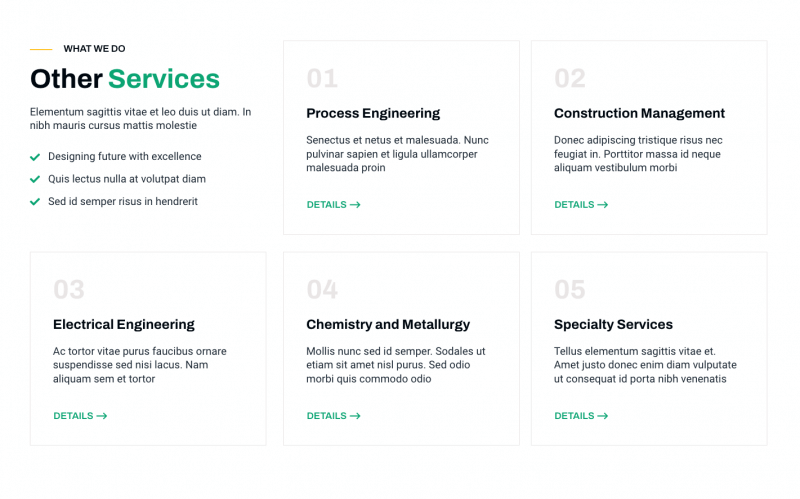 WHAT WE DO
Other Services
Elementum sagittis vitae et leo duis ut diam. In
nibh mauris cursus mattis molestie
Designing future with excellence
Quis lectus nulla at volutpat diam
Sed id semper risus in hendrerit
01
Process Engineering
Senectus et netus et malesuada. Nunc
pulvinar sapien et ligula ullamcorper
malesuada proin
DETAILS
02
Construction Management
Donec adipiscing tristique risus nec
feugiat in. Porttitor massa id neque
aliquam vestibulum morbi
DETAILS
03
Electrical Engineering
Ac tortor vitae purus faucibus ornare
suspendisse sed nisi lacus. Nam
aliquam sem et tortor
DETAILS
04
Chemistry and Metallurgy
Mollis nunc sed id semper. Sodales ut
etiam sit amet nisl purus. Sed odio
morbi quis commodo odio
DETAILS
05
Specialty Services
Tellus elementum sagittis vitae et.
Amet justo donec enim diam vulputate
ut consequat id porta nibh venenatis
DETAILS